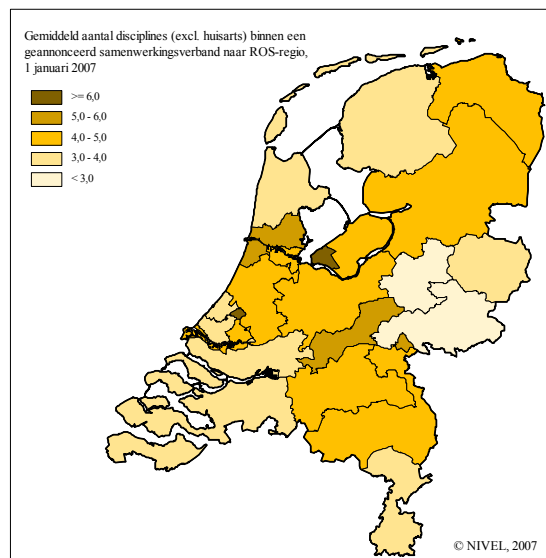 Gemiddeld aantal disciplines (excl. huisarts) binnen een
geannonceerd samenwerkingsverband naar ROS-regio,
1 januari 2007
>= 6,0
5,0 - 6,0
4,0 - 5,0
3,0 - 4,0
< 3,0
© NIVEL, 2007